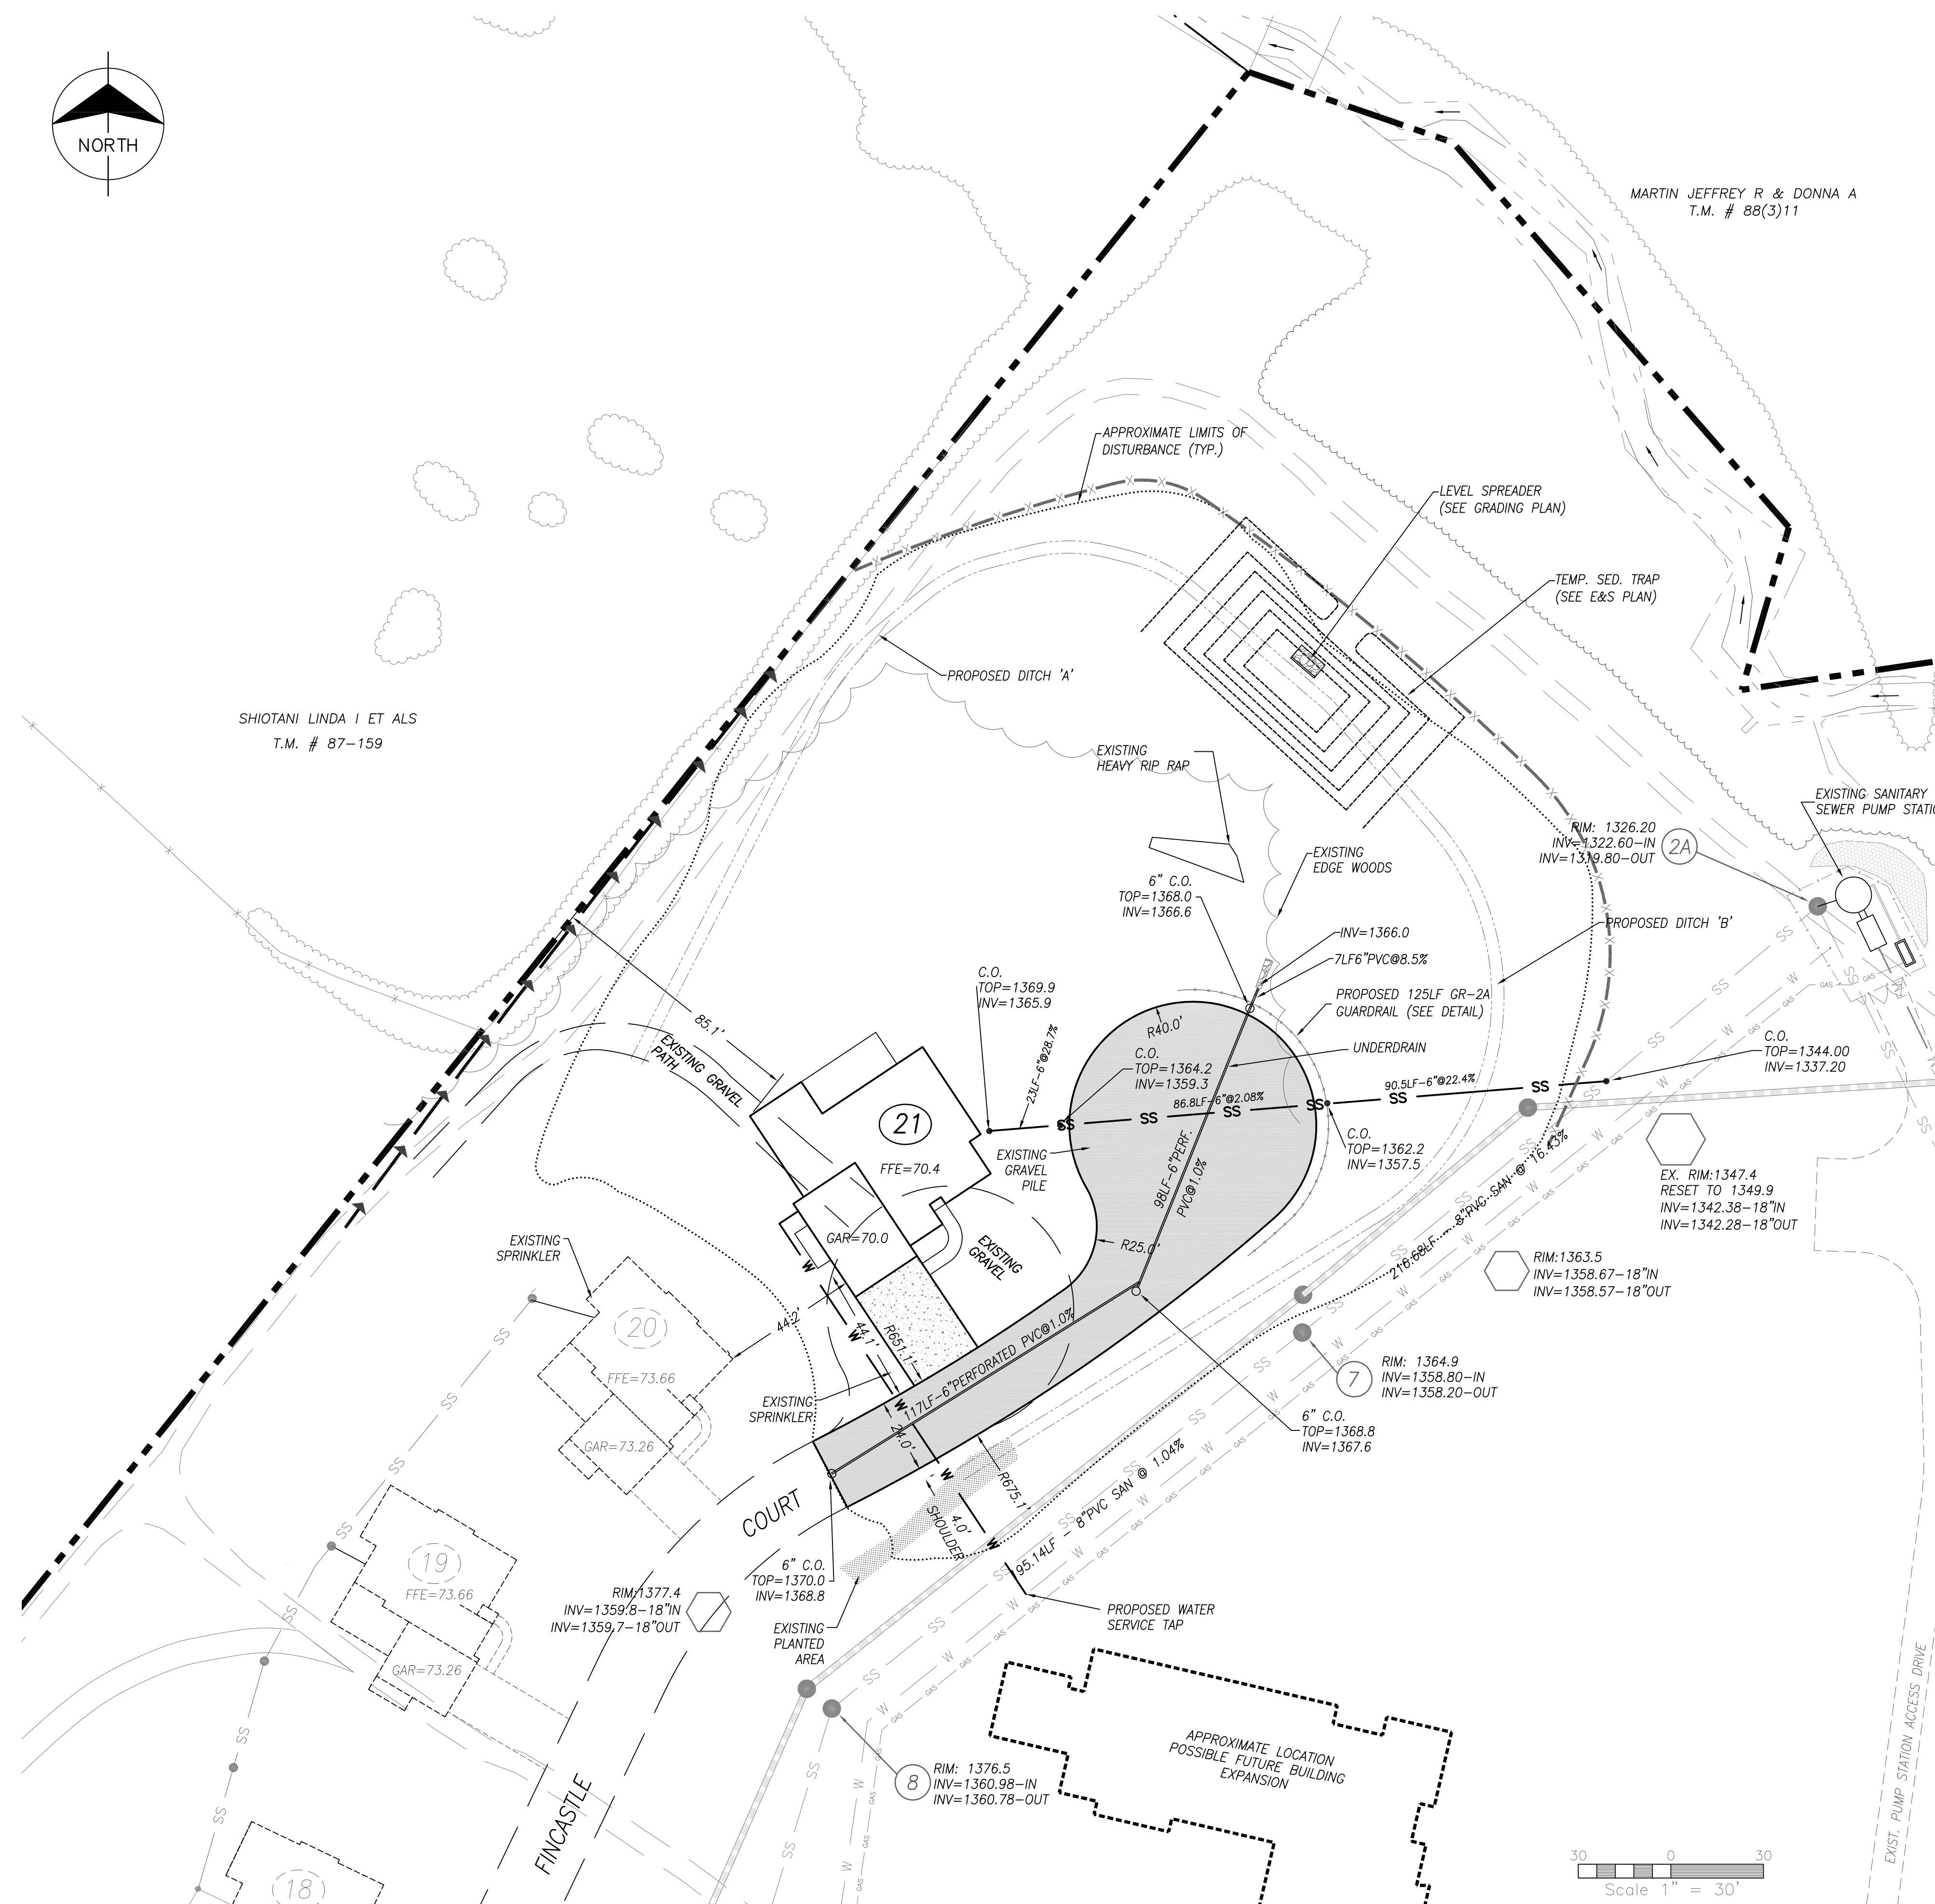 NORTH
MARTIN JEFFREY R & DONNA A
T.M. # 88(3)11
APPROXIMATE LIMITS OF
DISTURBANCE (TYP.)
LEVEL SPREADER
(SEE GRADING PLAN)
TEMP. SED. TRAP
(SEE E&S PLAN)
PROPOSED DITCH 'A'
SHIOTANI LINDA I ET ALS
T.M. # 87-159
EXISTING
HEAVY RIP RAP
EXISTING SANITARY
SEWER PUMP
RIM: 1326.20
INV=1322.60-IN
INV=1319.80-OUT
2A
EXISTING
EDGE WOODS
6" C.O.
TOP=1368.0
INV=1366.6
PROPOSED DITCH 'B'
INV=1366.0
7LF6"PVC@8.5%
C.O.
TOP=1369.9
INV=1365.9
PROPOSED 125LF GR-2A
GUARDRAIL (SEE DETAIL)
85.1'
R40.0'
23LF-6"@28.7%
EXISTING GRAVEL
PATH
UNDERDRAIN
C.O.
TOP=1364.2
INV=1359.3
C.O.
TOP=1344.00
INV=1337.20
90.5LF-6"@22.4%
86.8LF-6"@2.08%
SS SS SS SS SS SS
21
FFE=70.4
C.O.
TOP=1362.2
INV=1357.5
EXISTING
GRAVEL
PILE
98LF-6"PERF.
PVC@1.0%
EX. RIM:1347.4
RESET TO 1349.9
INV=1342.38-18"IN
INV=1342.28-18"OUT
216.68LF - 8"PVC SAN @ 16.43%
GAR=70.0
R25.0'
EXISTING
GRAVEL
EXISTING
SPRINKLER
RIM:1363.5
INV=1358.67-18"IN
INV=1358.57-18"OUT
20
FFE=73.66
GAR=73.26
44.2'
44.1'
R651.1'
W
W
W
W
W
117LF-6"PERFORATED PVC@1.0%
7
RIM: 1364.9
INV=1358.80-IN
INV=1358.20-OUT
EXISTING
SPRINKLER
6" C.O.
TOP=1368.8
INV=1367.6
24.0'
R675.1'
4.0'
SHOULDER
95.14LF - 8"PVC SAN @ 1.04%
COURT
19
FFE=73.66
GAR=73.26
6" C.O.
TOP=1370.0
INV=1368.8
RIM:1377.4
INV=1359.8-18"IN
INV=1359.7-18"OUT
PROPOSED WATER
SERVICE TAP
EXISTING
PLANTED
AREA
APPROXIMATE LOCATION
POSSIBLE FUTURE BUILDING
EXPANSION
8
RIM: 1376.5
INV=1360.98-IN
INV=1360.78-OUT
FINCASTLE
EXIST. PUMP STATION ACCESS DRIVE
18
30 0 30
Scale 1" = 30'